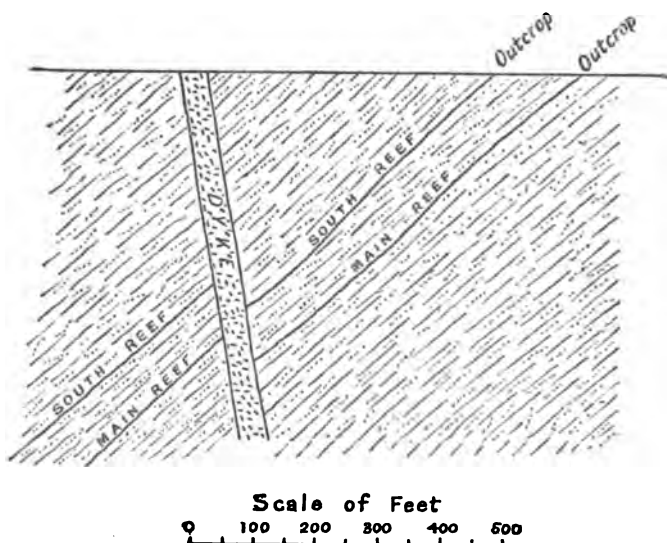 Outcrop
Outcrop
DYKE
SOUTH REEF
MAIN REEF
SOUTH REEF
MAIN REEF
Scale of Feet
0 100 200 300 400 500